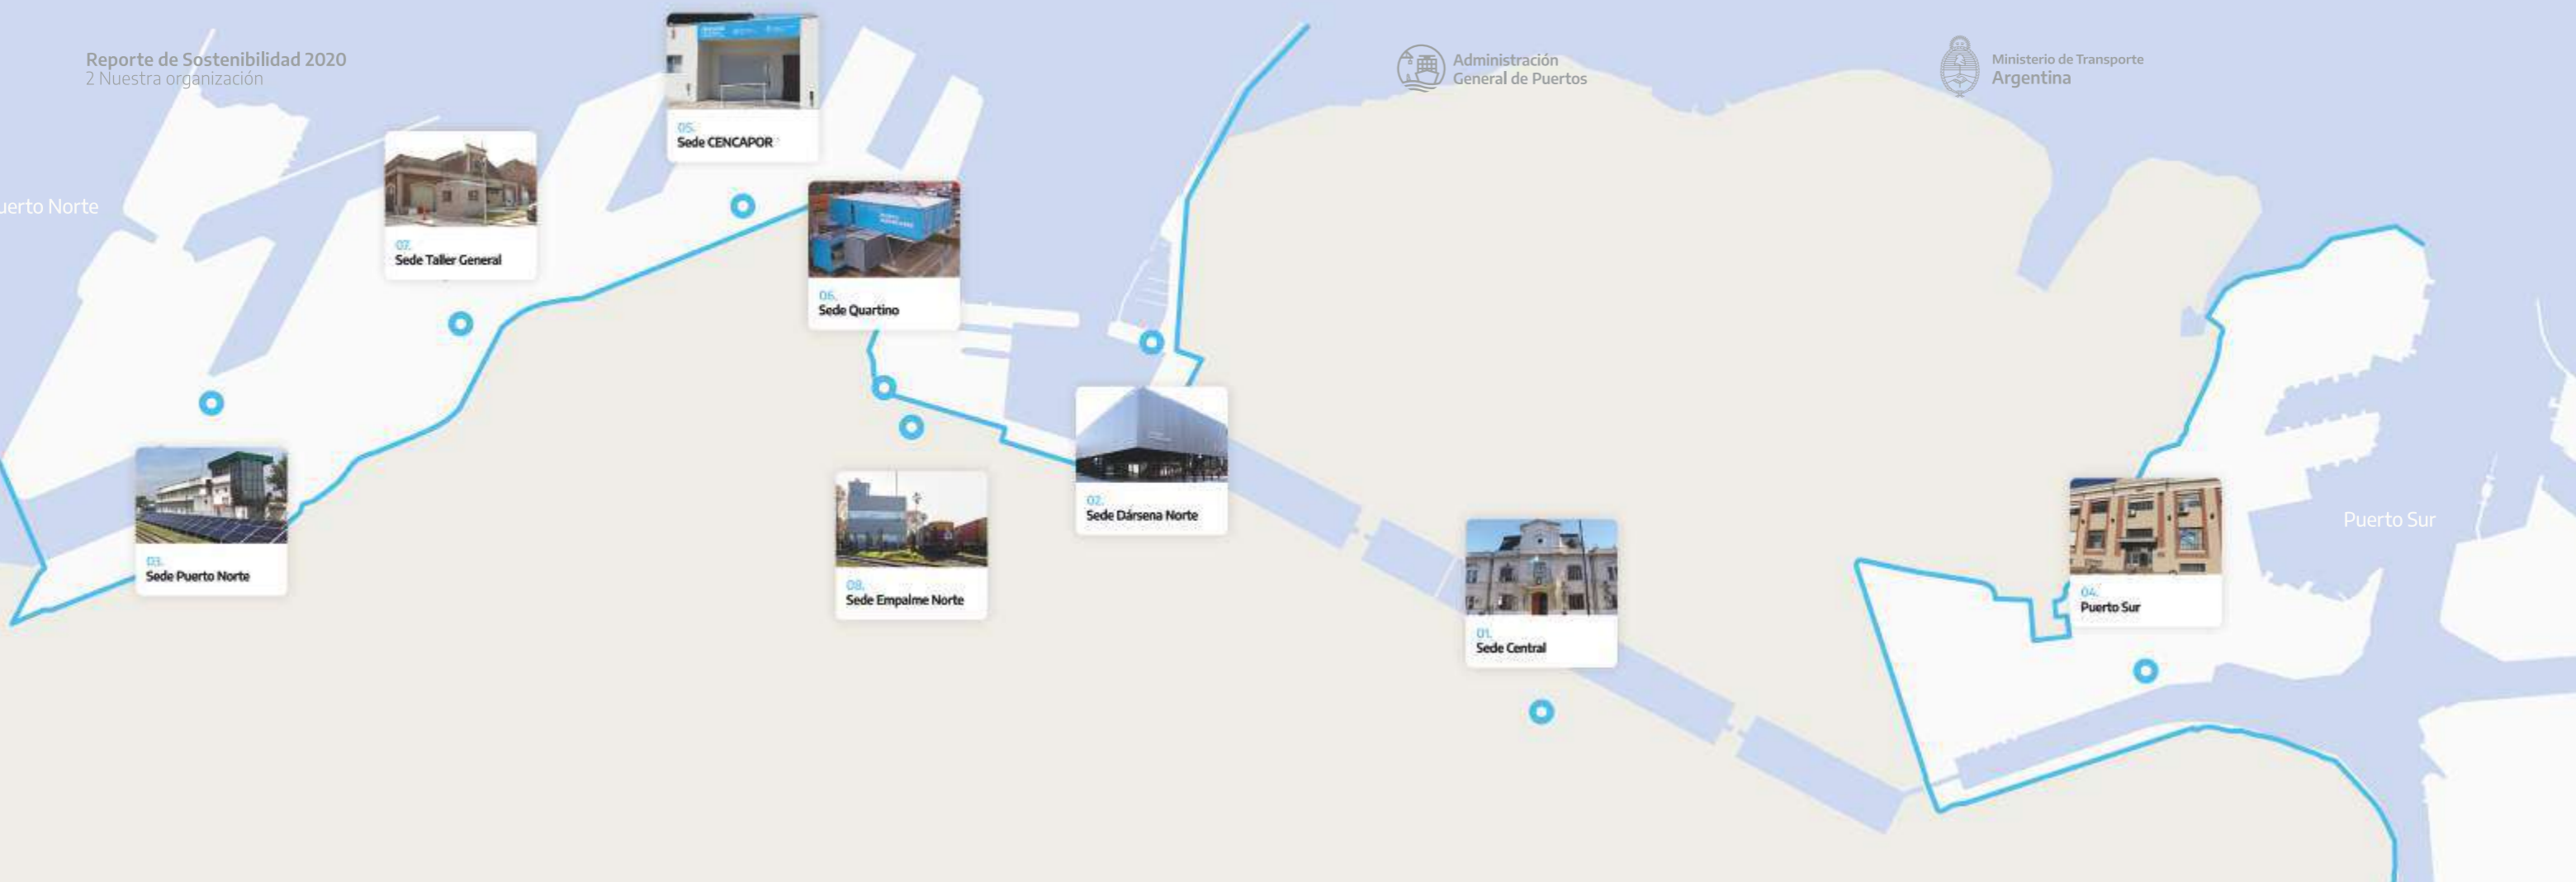 Reporte de Sostenibilidad 2020
2 Nuestra organización
Administración
General de Puertos
Ministerio de Transporte
Argentina
uerto Norte
05.
Sede CENCAPOR
07.
Sede Taller General
06.
Sede Quartino
03.
Sede Puerto Norte
08.
Sede Empalme Norte
02.
Sede Dársena Norte
01.
Sede Central
04.
Puerto Sur
Puerto Sur